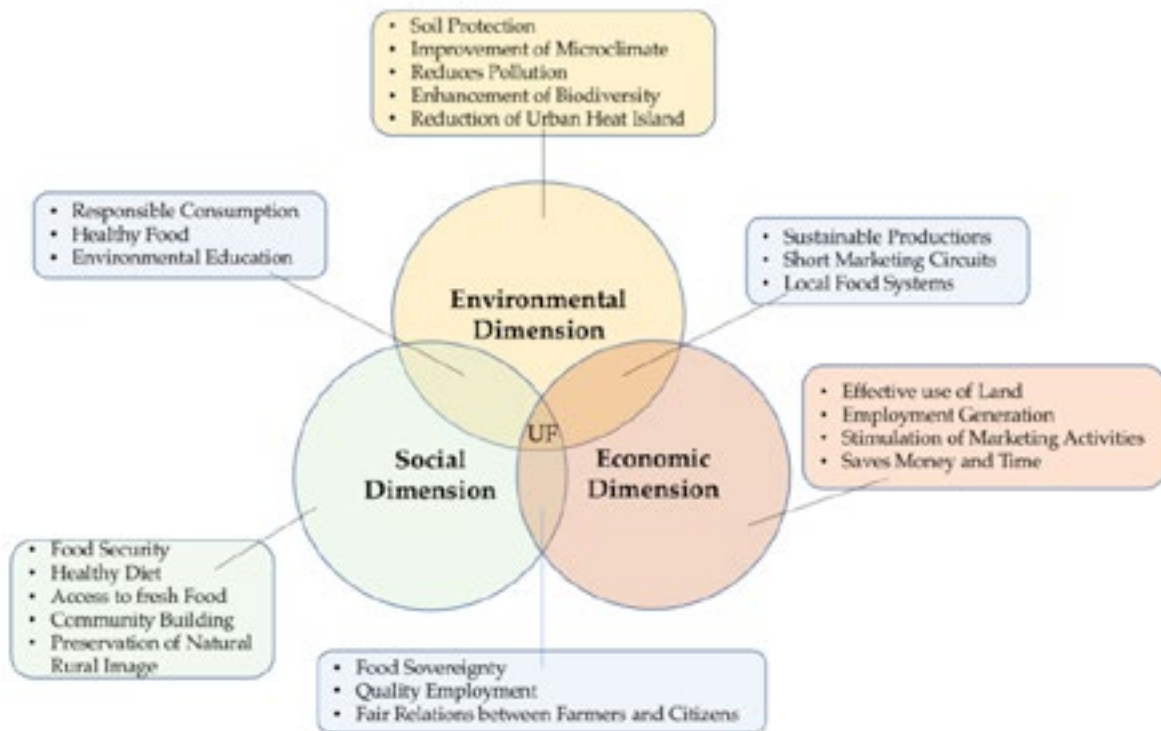 • Soil Protection
• Improvement of Microclimate
• Reduces Pollution
• Enhancement of Biodiversity
• Reduction of Urban Heat Island
• Responsible Consumption
• Healthy Food
• Environmental Education
• Sustainable Productions
• Short Marketing Circuits
• Local Food Systems
Environmental
Dimension
• Effective use of Land
• Employment Generation
• Stimulation of Marketing Activities
• Saves Money and Time
UF
Social
Dimension
Economic
Dimension
• Food Security
• Healthy Diet
• Access to fresh Food
• Community Building
• Preservation of Natural
Rural Image
• Food Sovereignty
• Quality Employment
• Fair Relations between Farmers and Citizens